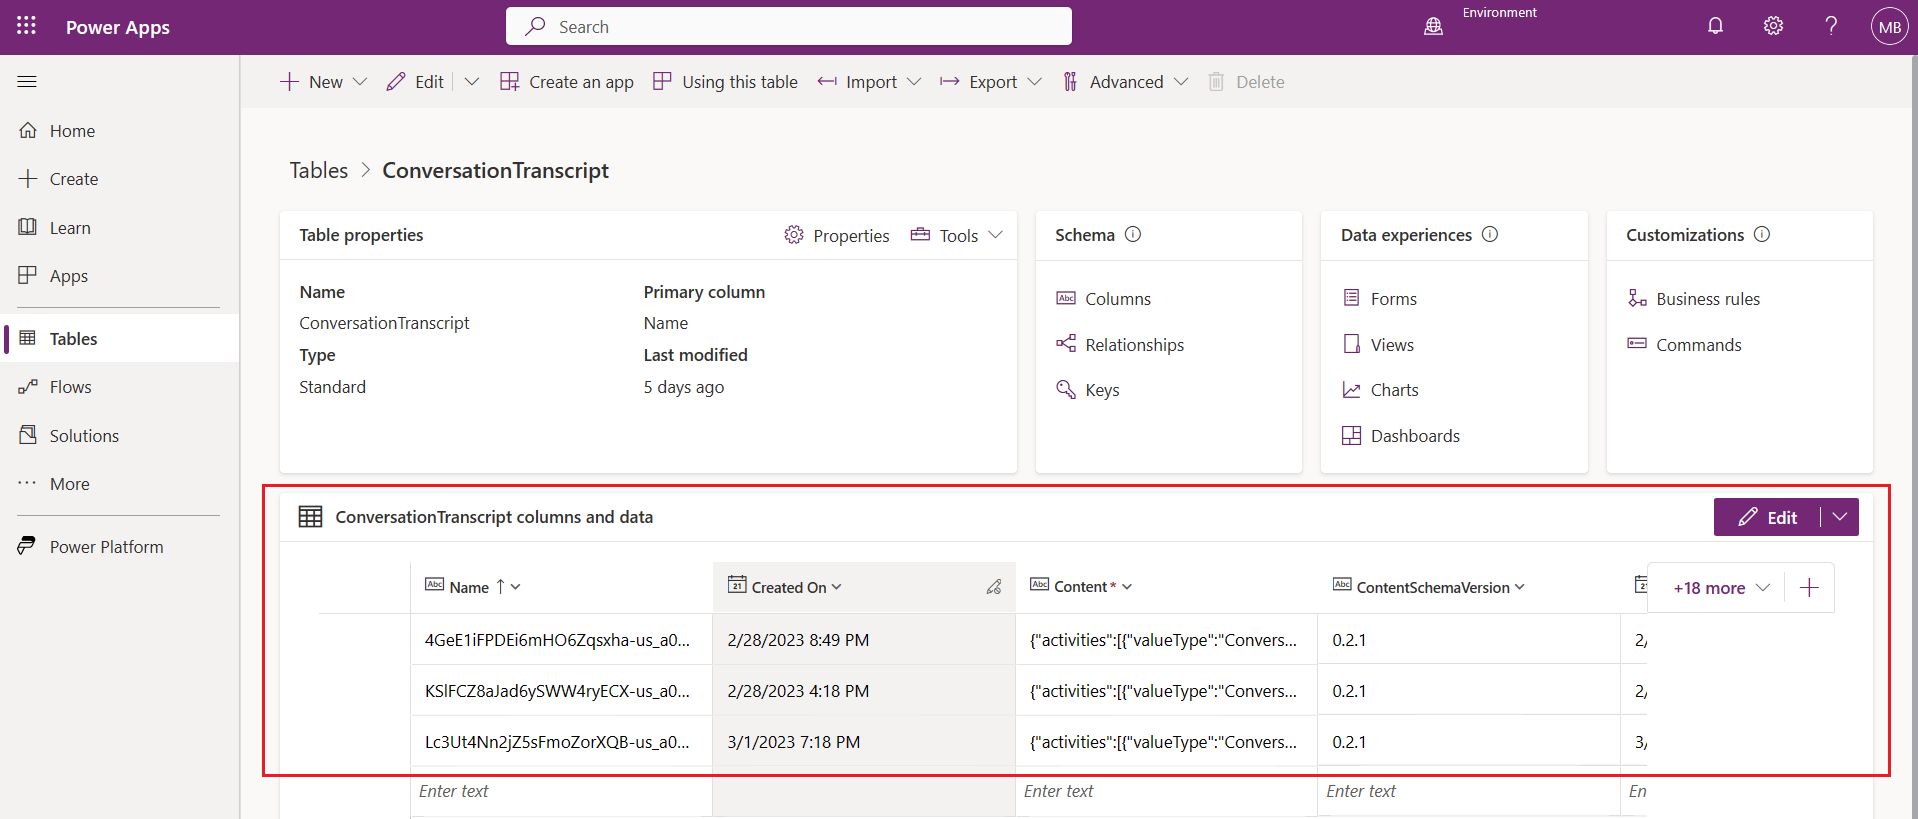 Power Apps
Search
Environment
MB
New
Edit
Create an app
Using this table
Import
Export
Advanced
Delete
Home
Create
Learn
Apps
Tables
Flows
Solutions
More
Power Platform
Tables > ConversationTranscript
Table properties
Properties
Tools
Name
Primary column
ConversationTranscript
Name
Type
Last modified
Standard
5 days ago
Schema
Columns
Relationships
Keys
Data experiences
Forms
Views
Charts
Dashboards
Customizations
Business rules
Commands
ConversationTranscript columns and data
Edit
Abc Name ↑
21 Created On
Abc Content *
Abc ContentSchemaVersion
+18 more
4GeE1iFPDEi6mHO6Zqsxha-us_a0... 2/28/2023 8:49 PM {"activities":[{"valueType":"Convers... 0.2.1 2/
KSlFCZ8aJad6ySWW4ryECX-us_a0... 2/28/2023 4:18 PM {"activities":[{"valueType":"Convers... 0.2.1 2/
Lc3Ut4Nn2jZ5sFmoZorXQB-us_a0... 3/1/2023 7:18 PM {"activities":[{"valueType":"Convers... 0.2.1 3/
Enter text Enter text Enter text En